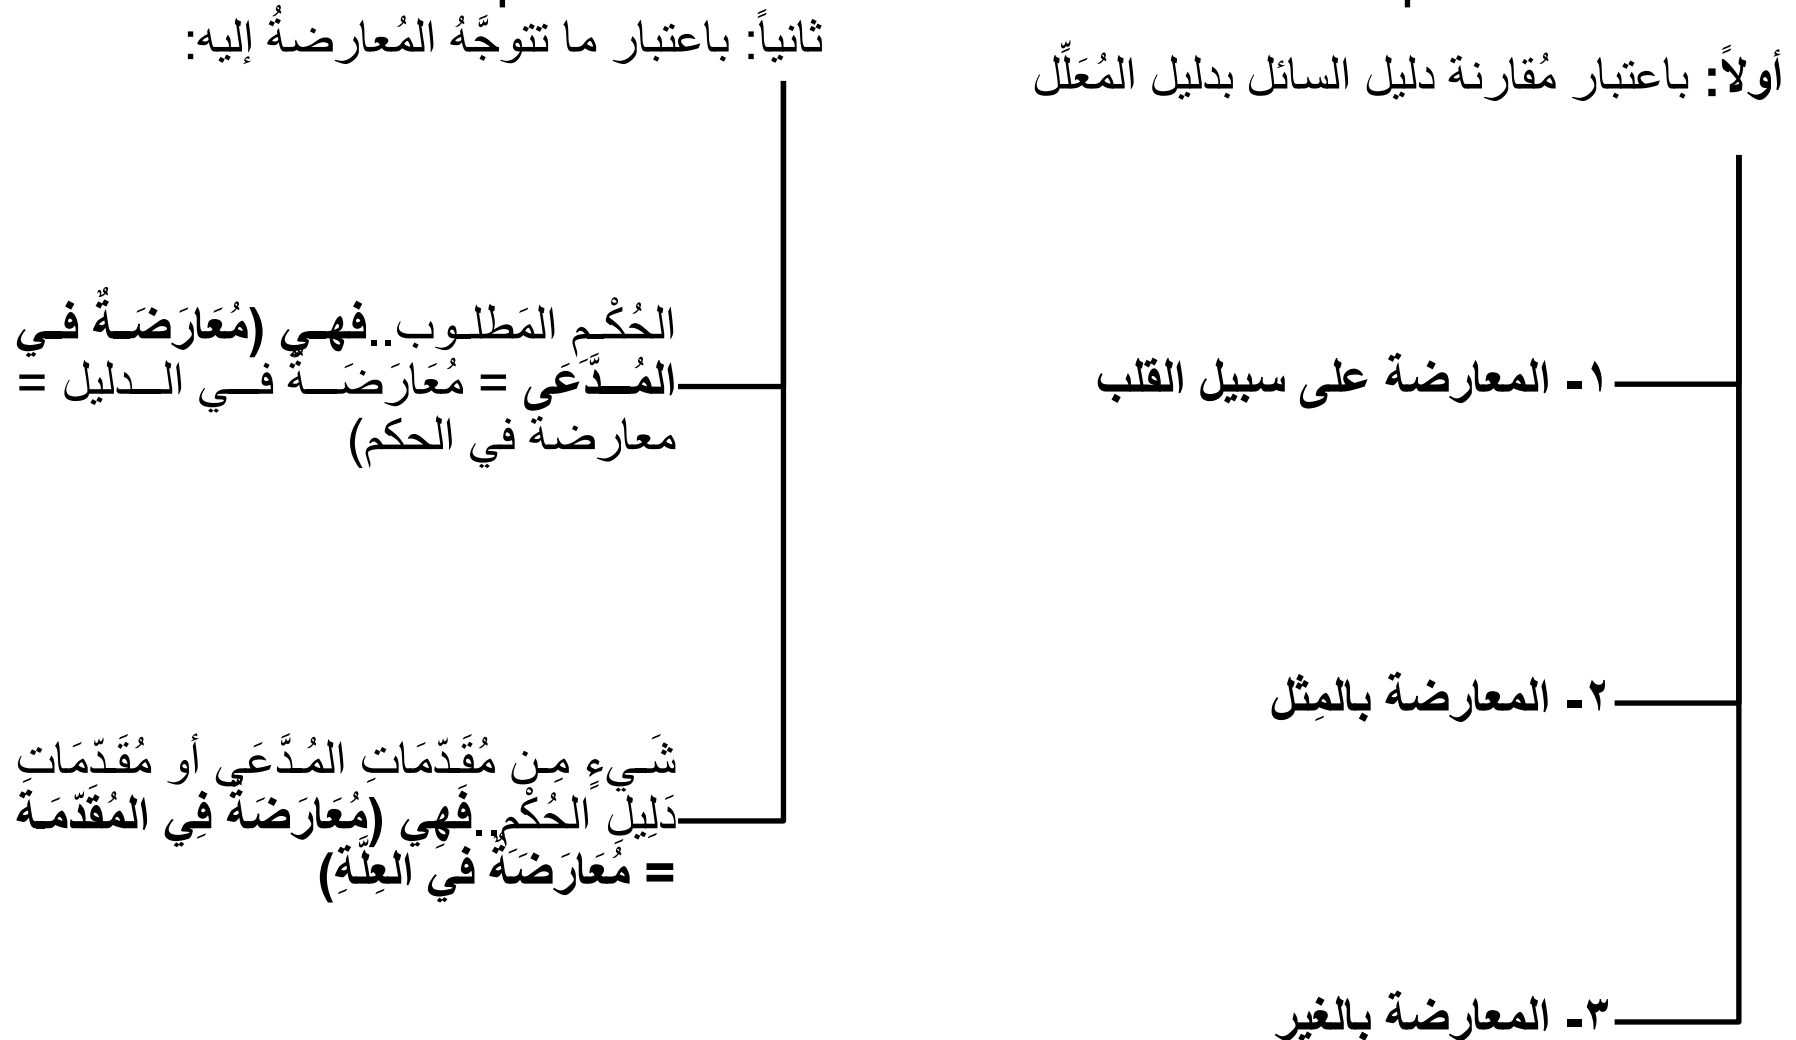 أولاً: باعتبار مُقارنة دليل السائل بدليل المُعَلِّل
١- المعارضة على سبيل القلب
٢- المعارضة بالمِثل
٣- المعارضة بالغير
ثانياً: باعتبار ما تتوجَّهُ المُعارضةُ إليه:
الحُكْم المَطلوب..فهي (مُعَارَضَةٌ في
المُدَّعَى = مُعَارَضَةٌ في الدليل =
معارضة في الحكم)
شَيءٍ مِن مُقَدّمَاتِ المُدَّعَى أو مُقَدّمَاتِ
دَلِيلِ الحُكْمِ..فَهِي (مُعَارَضَةٌ فِي المُقَدّمَة
= مُعَارَضَةٌ في العِلَّةِ)